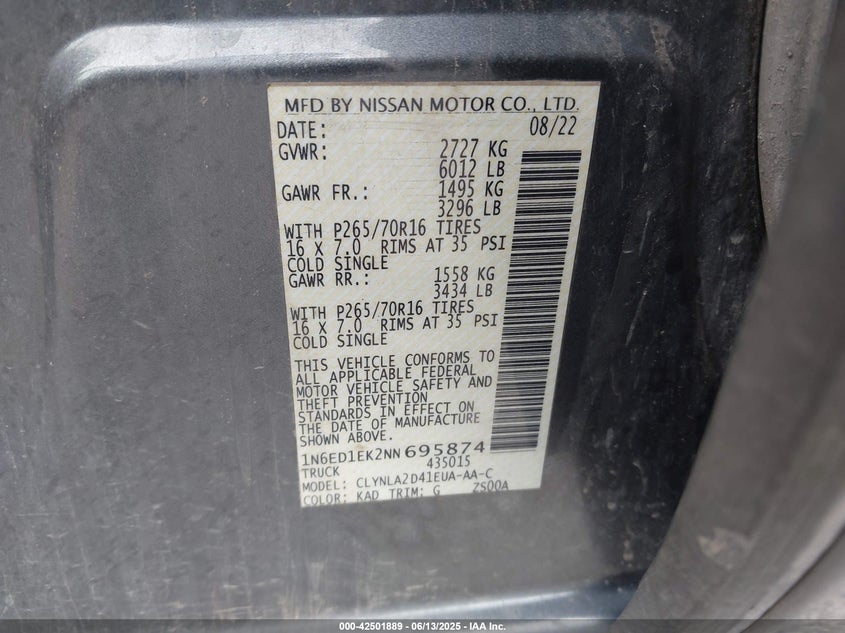 MFD BY NISSAN MOTOR CO., LTD.
DATE: 08/22
GVWR: 2727 KG
6012 LB
GAWR FR.: 1495 KG
3296 LB
WITH P265/70R16 TIRES
16 X 7.0 RIMS AT 35 PSI
COLD SINGLE
GAWR RR.: 1558 KG
3434 LB
WITH P265/70R16 TIRES
16 X 7.0 RIMS AT 35 PSI
COLD SINGLE
THIS VEHICLE CONFORMS TO
ALL APPLICABLE FEDERAL
MOTOR VEHICLE SAFETY AND
THEFT PREVENTION
STANDARDS IN EFFECT ON
THE DATE OF MANUFACTURE
SHOWN ABOVE.
1N6ED1EK2NN695874
TRUCK 435015
MODEL: CLYNLA2D41EUA-AA-C
COLOR: KAD TRIM: G ZS00A
000-42501889 - 06/13/2025 - IAA Inc.